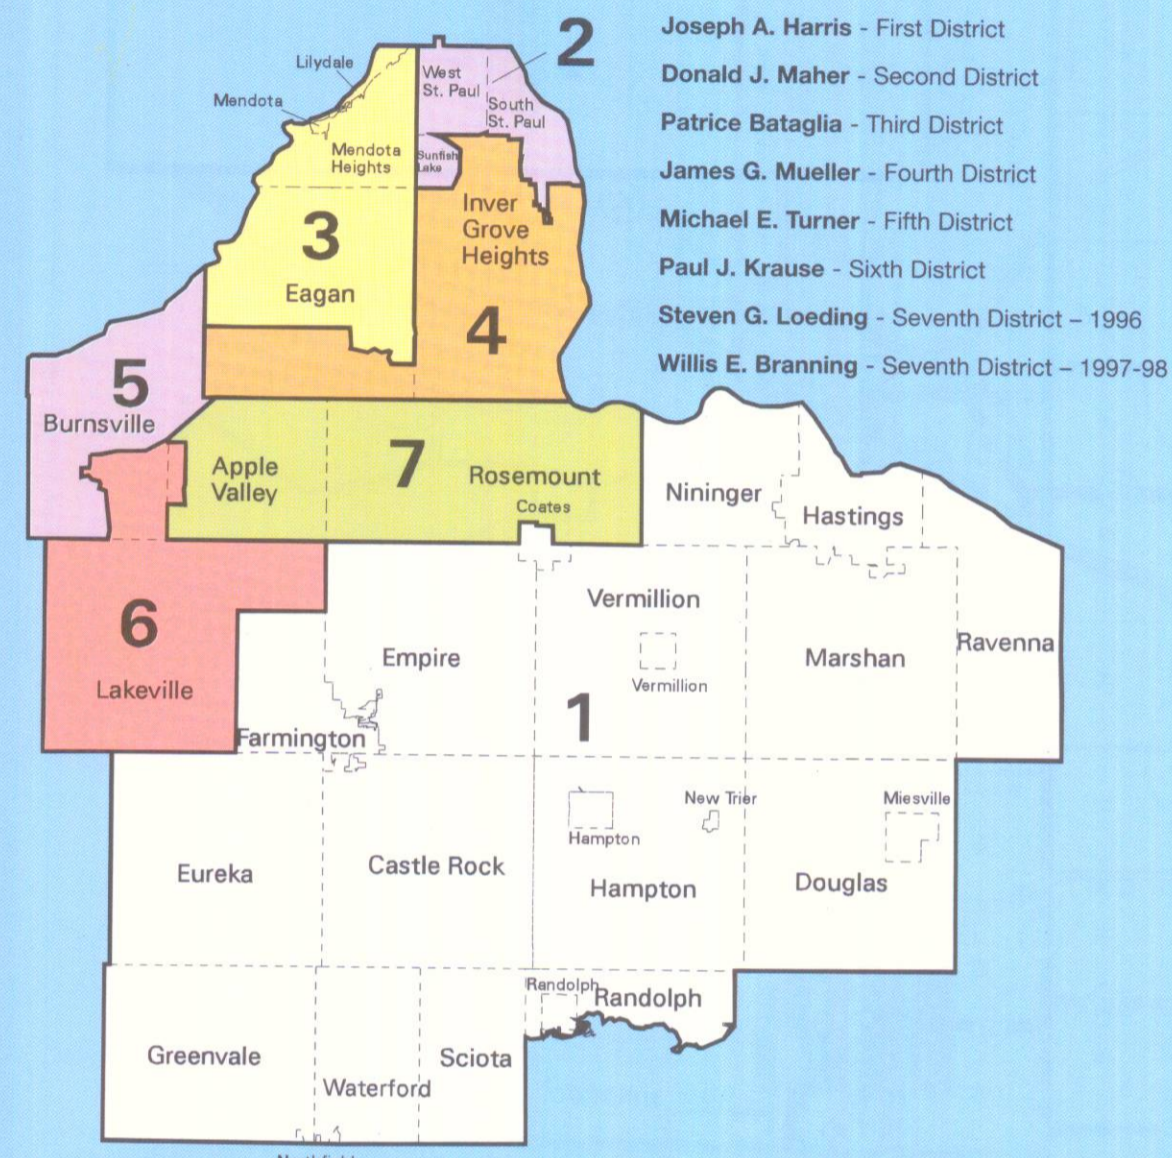 Joseph A. Harris - First District
Donald J. Maher - Second District
Patrice Bataglia - Third District
James G. Mueller - Fourth District
Michael E. Turner - Fifth District
Paul J. Krause - Sixth District
Steven G. Loeding - Seventh District – 1996
Willis E. Branning - Seventh District – 1997-98
2
Lilydale
West
St. Paul
Mendota
South
St. Paul
Mendota
Heights
Sunfish
Lake
Inver
Grove
Heights
3
Eagan
4
5
Burnsville
7
Apple
Valley
Rosemount
Coates
Nininger
Hastings
6
Lakeville
Vermillion
Empire
Vermillion
Marshan
Ravenna
1
Farmington
Hampton
New Trier
Miesville
Eureka
Castle Rock
Hampton
Douglas
Randolph
Randolph
Greenvale
Waterford
Sciota